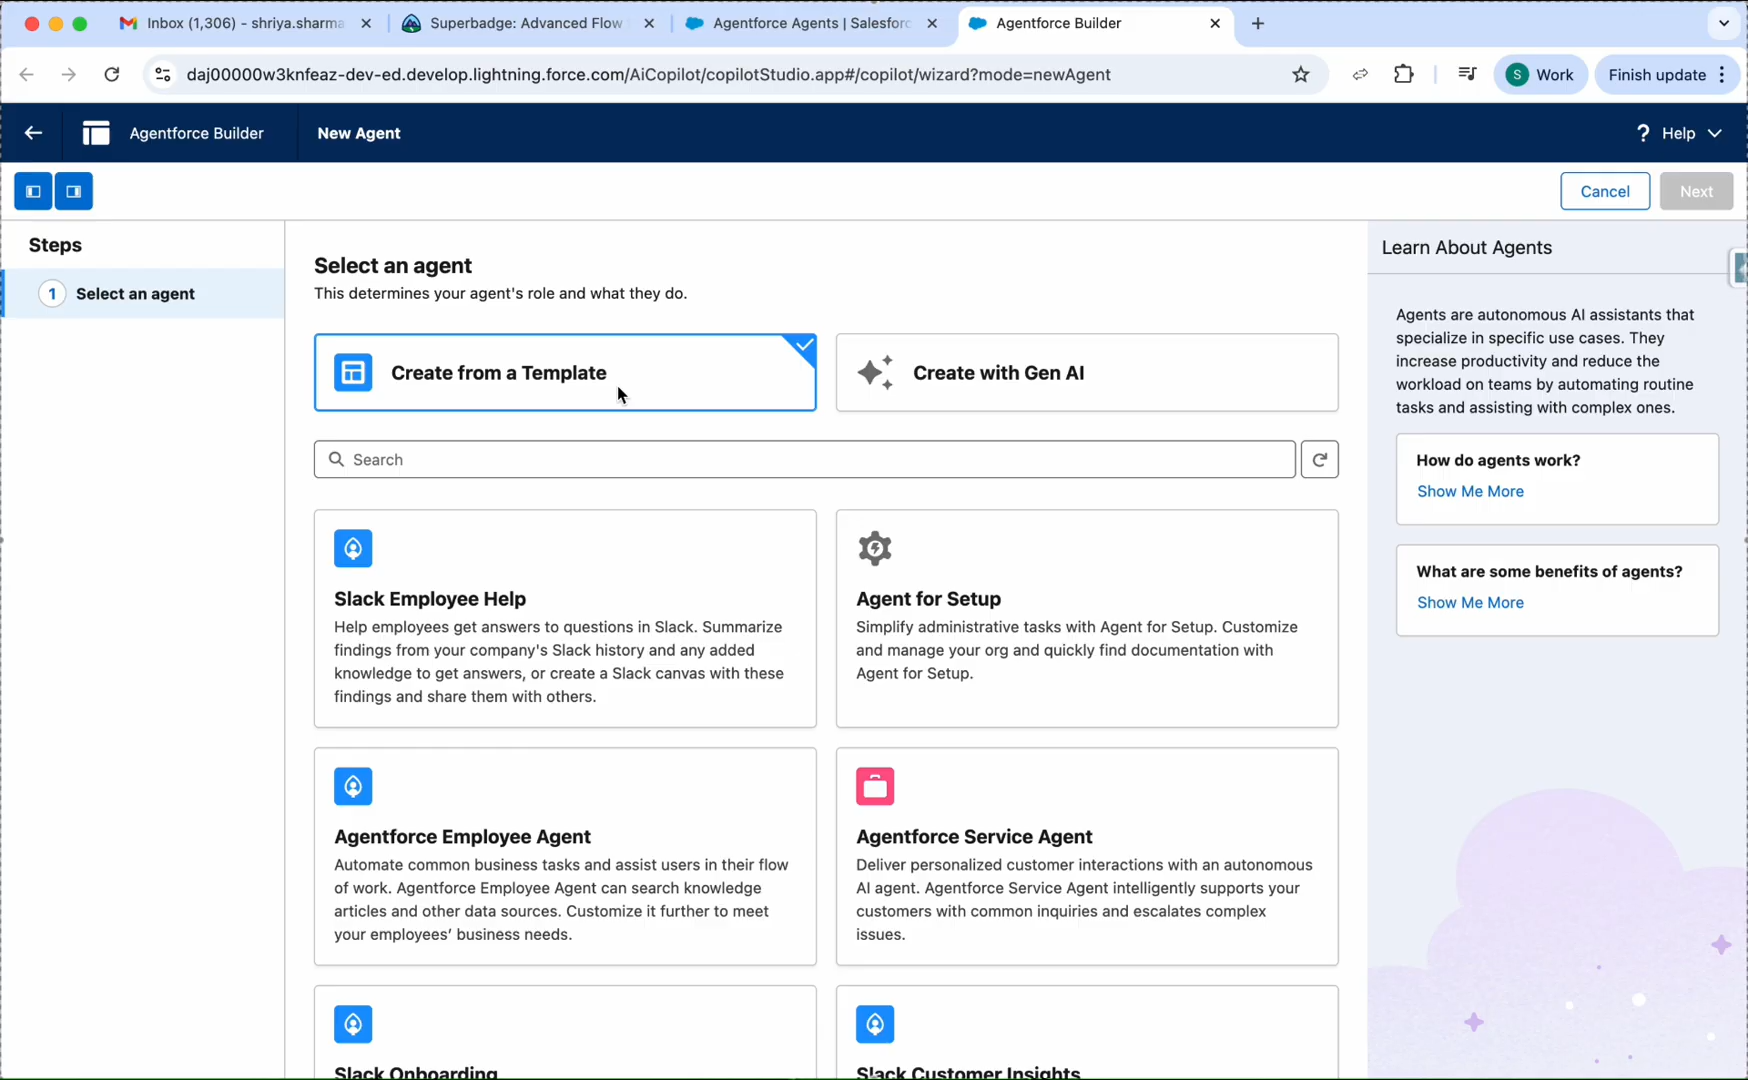 Inbox (1,306) - shriya.sharma
Superbadge: Advanced Flow
Agentforce Agents | Salesforc
Agentforce Builder
daj00000w3knfeaz-dev-ed.develop.lightning.force.com/AiCopilot/copilotStudio.app#/copilot/wizard?mode=newAgent
S Work
Finish update
Agentforce Builder
New Agent
? Help
Cancel
Next
Steps
1 Select an agent
Select an agent
This determines your agent's role and what they do.
Create from a Template
Create with Gen AI
Search
Slack Employee Help
Help employees get answers to questions in Slack. Summarize
findings from your company's Slack history and any added
knowledge to get answers, or create a Slack canvas with these
findings and share them with others.
Agent for Setup
Simplify administrative tasks with Agent for Setup. Customize
and manage your org and quickly find documentation with
Agent for Setup.
Agentforce Employee Agent
Automate common business tasks and assist users in their flow
of work. Agentforce Employee Agent can search knowledge
articles and other data sources. Customize it further to meet
your employees' business needs.
Agentforce Service Agent
Deliver personalized customer interactions with an autonomous
AI agent. Agentforce Service Agent intelligently supports your
customers with common inquiries and escalates complex
issues.
Slack Onboarding
Slack Customer Insights
Learn About Agents
Agents are autonomous AI assistants that
specialize in specific use cases. They
increase productivity and reduce the
workload on teams by automating routine
tasks and assisting with complex ones.
How do agents work?
Show Me More
What are some benefits of agents?
Show Me More